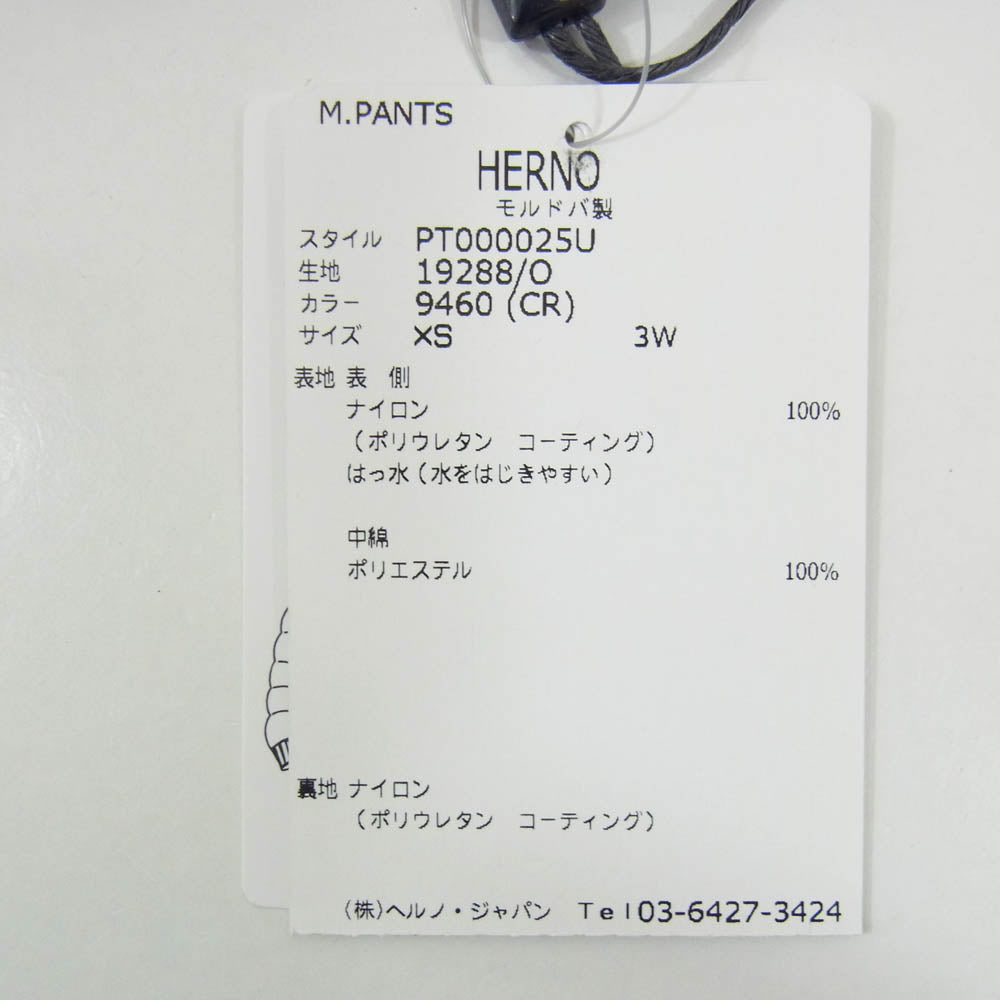 M.PANTS
HERNO
モルドバ製
スタイル PT000025U
生地 19288/O
カラー 9460 (CR)
サイズ XS 3W
表地 表 側
ナイロン 100%
（ポリウレタン コーティング）
はっ水（水をはじきやすい）
中綿
ポリエステル 100%
裏地 ナイロン
（ポリウレタン コーティング）
（株）ヘルノ・ジャパン Tel03-6427-3424